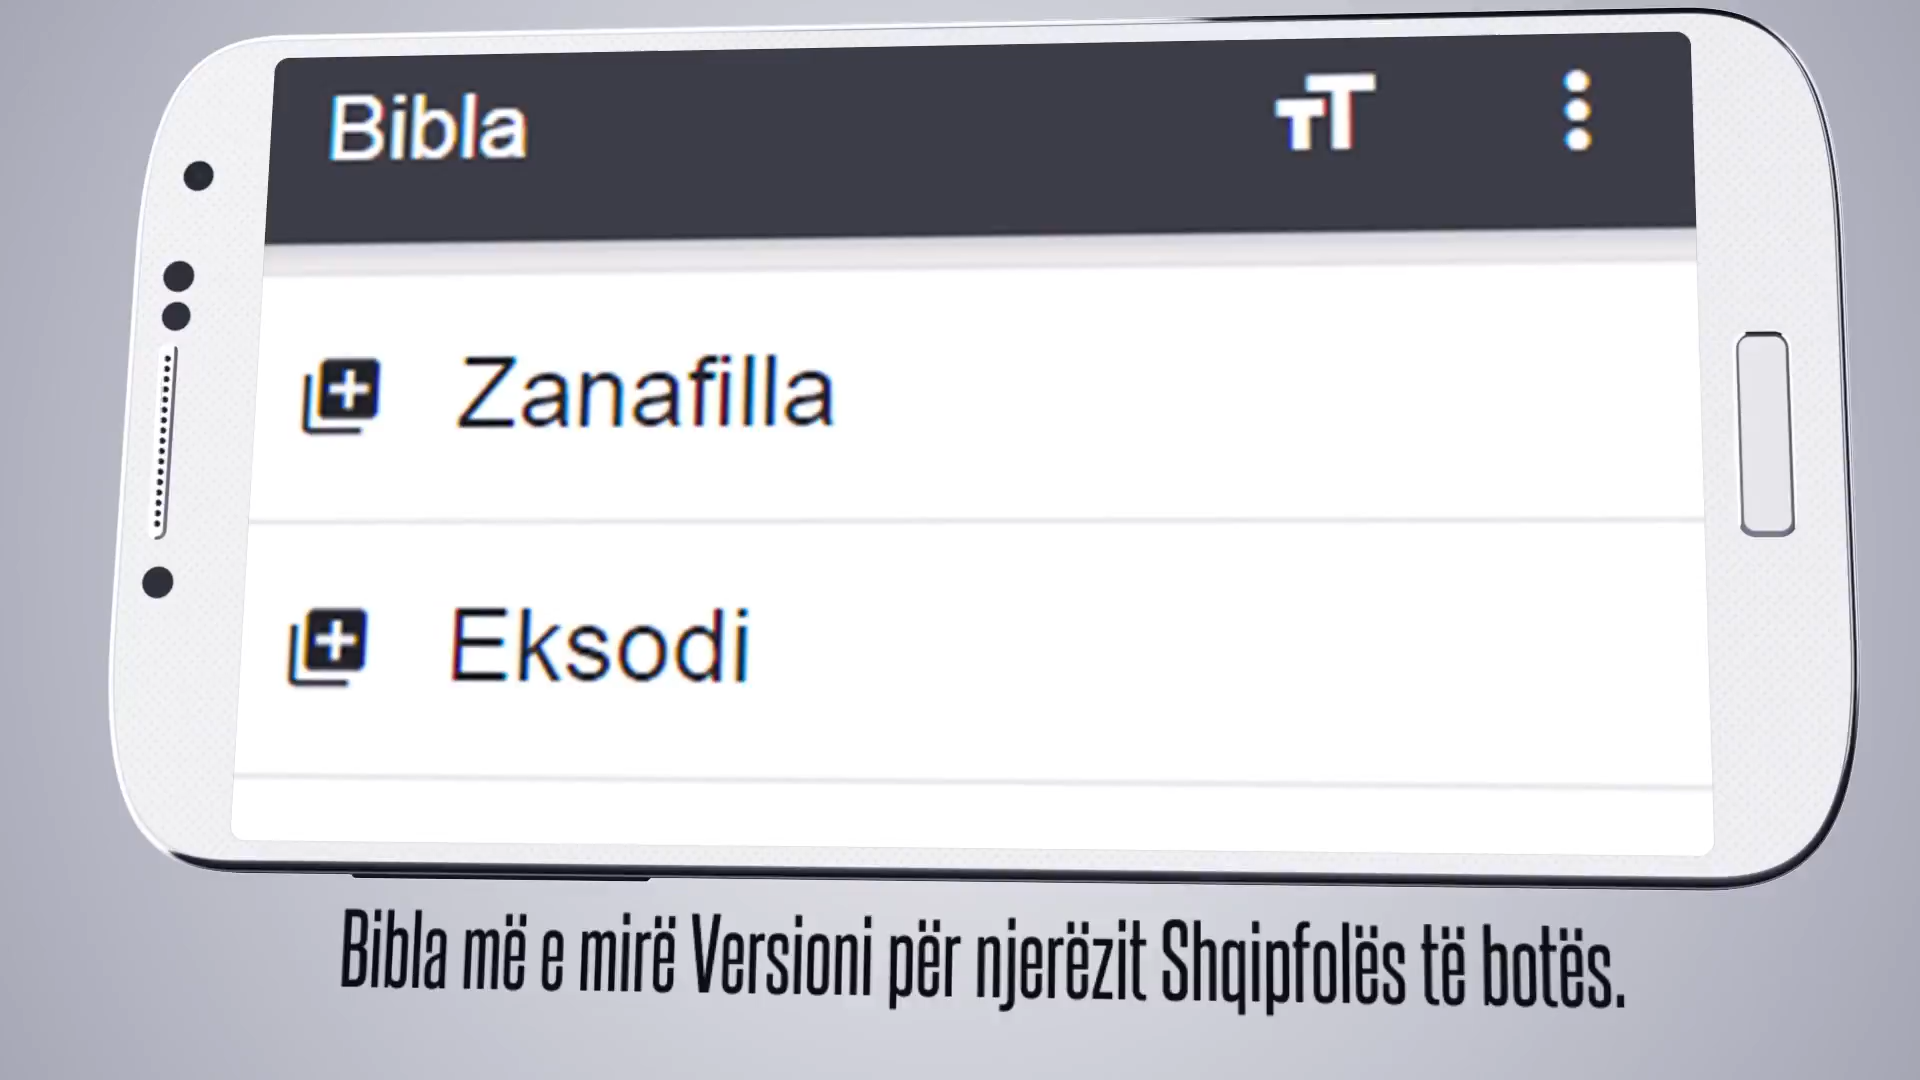 Bibla
Zanafilla
Eksodi
Bibla më e mirë Versioni për njerëzit Shqipfolës të botës.